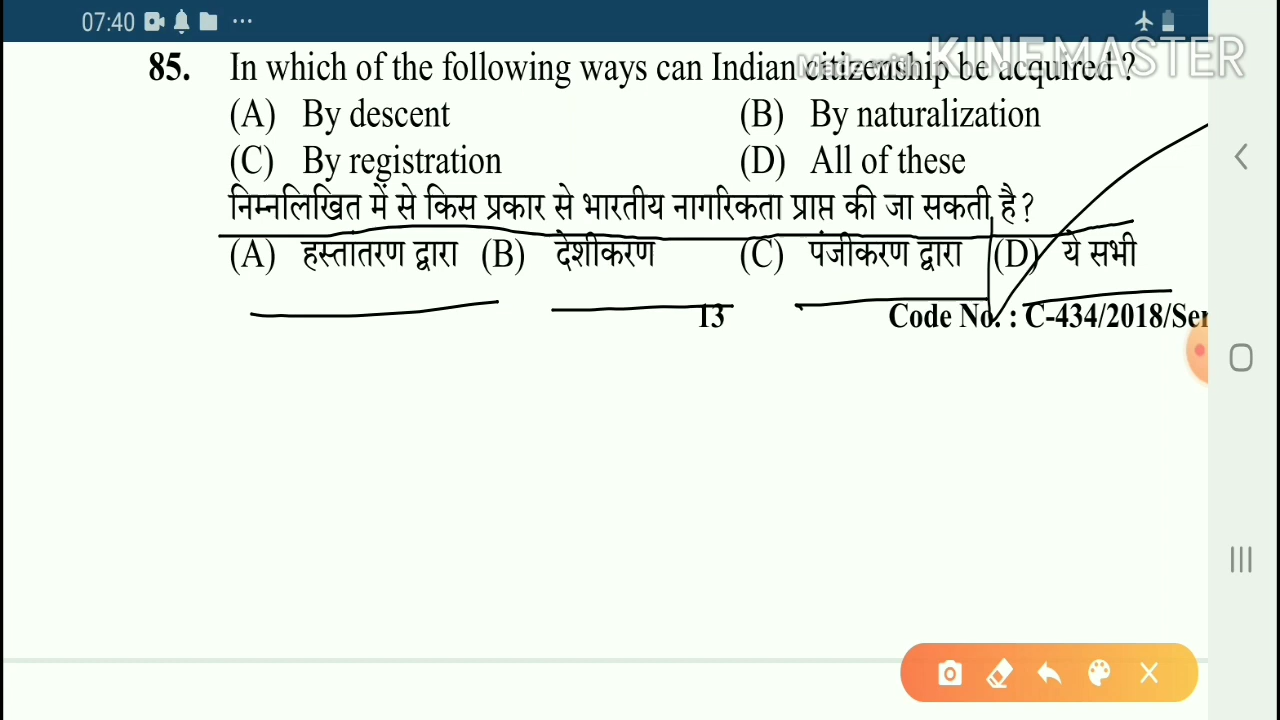 07:40
Made with KINEMASTER
85. In which of the following ways can Indian citizenship be acquired ?
(A) By descent (B) By naturalization
(C) By registration (D) All of these
निम्नलिखित में से किस प्रकार से भारतीय नागरिकता प्राप्त की जा सकती है ?
(A) हस्तांतरण द्वारा (B) देशीकरण (C) पंजीकरण द्वारा (D) ये सभी
13 Code No. : C-434/2018/Ser